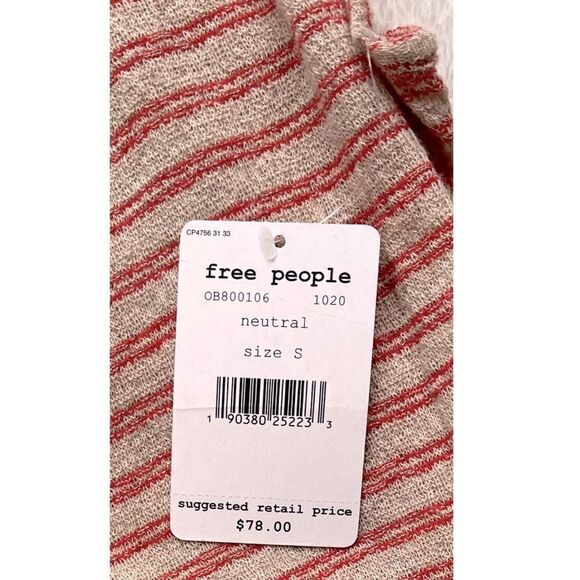 CP4756 31 33
free people
OB800106 1020
neutral
size S
1 90380 25223 3
suggested retail price
$78.00